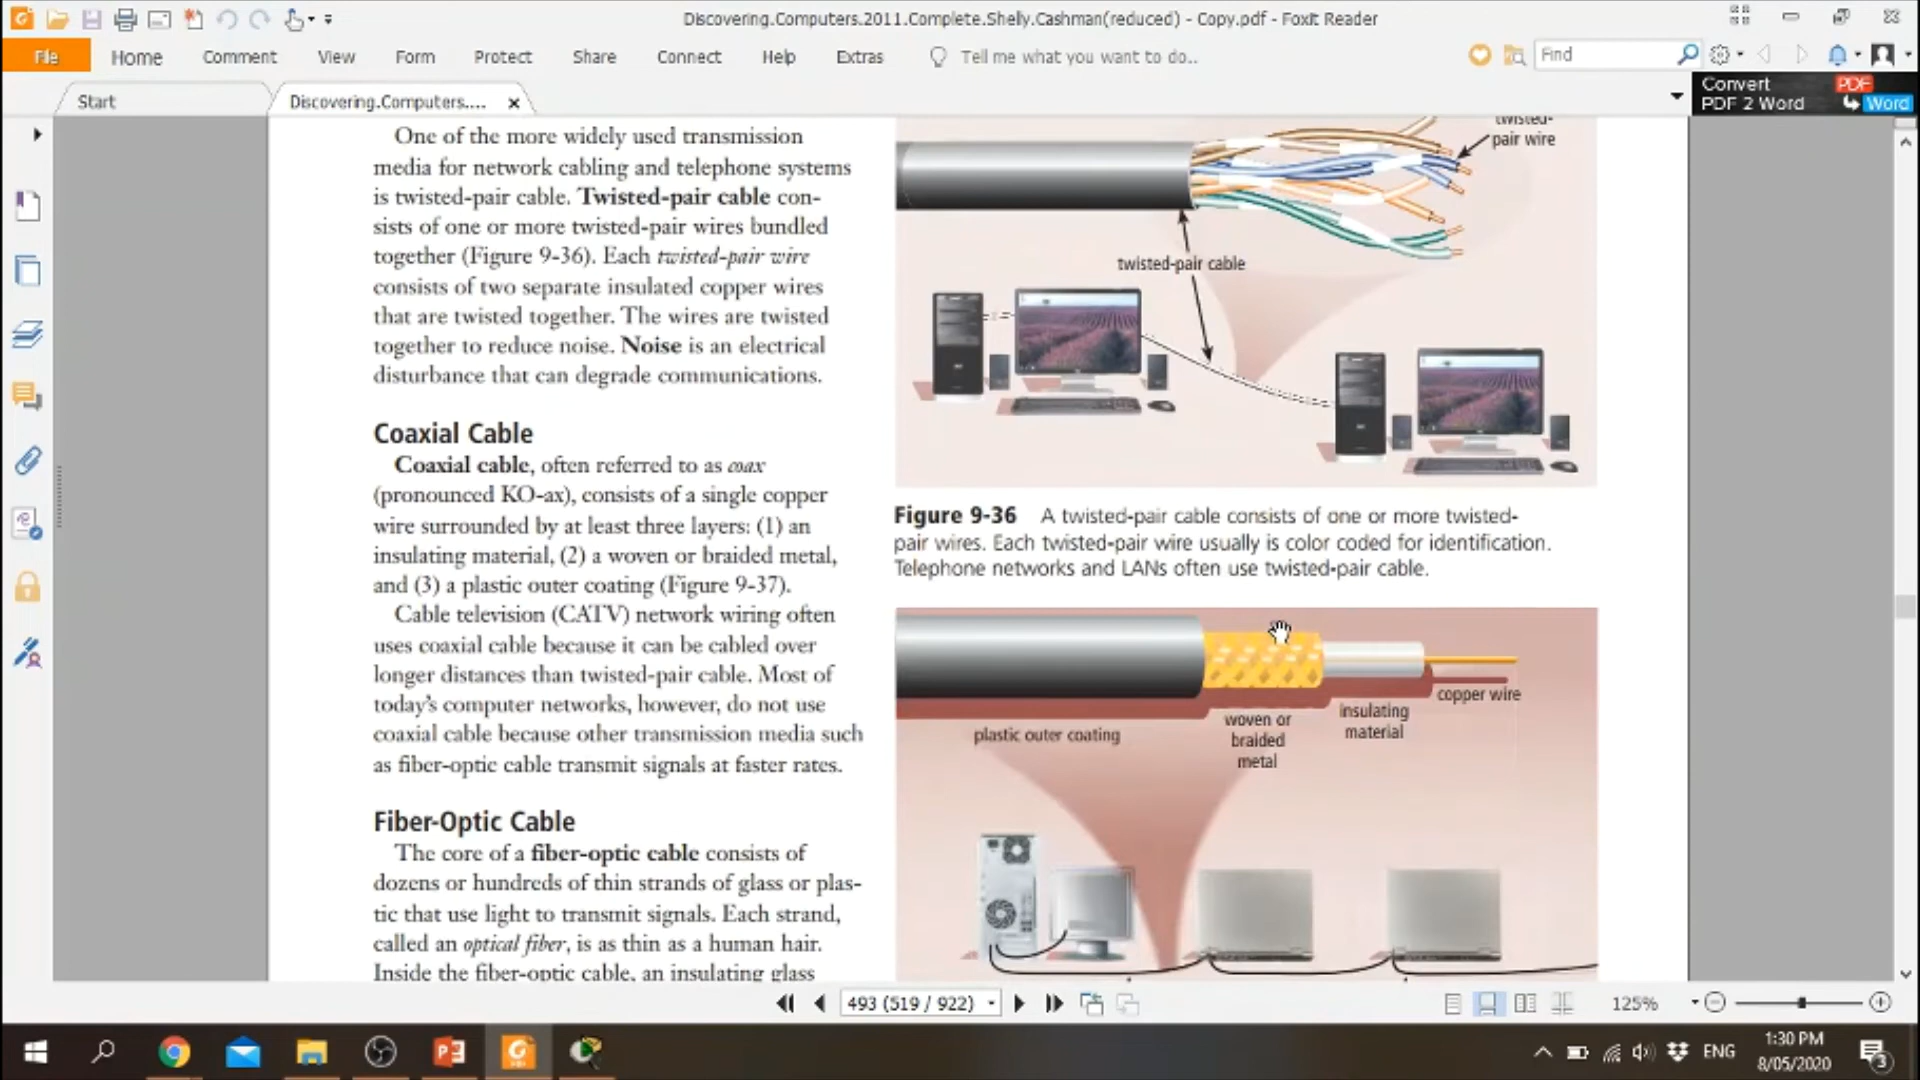 Discovering.Computers.2011.Complete.Shelly.Cashman(reduced) - Copy.pdf - Foxit Reader
File Home Comment View Form Protect Share Connect Help Extras Tell me what you want to do.. Find
Start Discovering.Computers.... Convert PDF
PDF 2 Word Word
One of the more widely used transmission
media for network cabling and telephone systems
is twisted-pair cable. Twisted-pair cable con-
sists of one or more twisted-pair wires bundled
together (Figure 9-36). Each twisted-pair wire
consists of two separate insulated copper wires
that are twisted together. The wires are twisted
together to reduce noise. Noise is an electrical
disturbance that can degrade communications.
Coaxial Cable
Coaxial cable, often referred to as coax
(pronounced KO-ax), consists of a single copper
wire surrounded by at least three layers: (1) an
insulating material, (2) a woven or braided metal,
and (3) a plastic outer coating (Figure 9-37).
Cable television (CATV) network wiring often
uses coaxial cable because it can be cabled over
longer distances than twisted-pair cable. Most of
today's computer networks, however, do not use
coaxial cable because other transmission media such
as fiber-optic cable transmit signals at faster rates.
Fiber-Optic Cable
The core of a fiber-optic cable consists of
dozens or hundreds of thin strands of glass or plas-
tic that use light to transmit signals. Each strand,
called an optical fiber, is as thin as a human hair.
Inside the fiber-optic cable, an insulating glass
twisted-
pair wire
twisted-pair cable
Figure 9-36 A twisted-pair cable consists of one or more twisted-
pair wires. Each twisted-pair wire usually is color coded for identification.
Telephone networks and LANs often use twisted-pair cable.
plastic outer coating
woven or
braided
metal
insulating
material
copper wire
493 (519 / 922) 125%
ENG
1:30 PM
8/05/2020
3